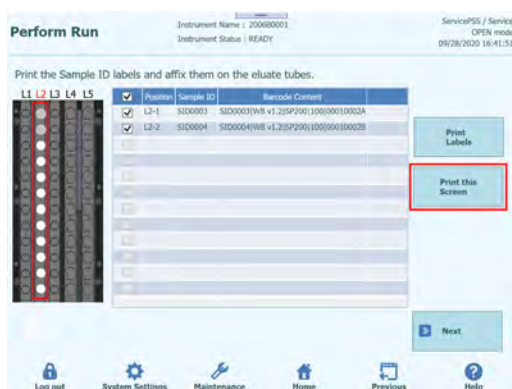 Perform Run
Instrument Name : 200680001
Instrument Status : READY
ServicePSS / Service
OPEN mode
09/28/2020 16:41:51
Print the Sample ID labels and affix them on the eluate tubes.
L1 L2 L3 L4 L5
Position Sample ID Barcode Content
L2-1 SID0003 SID0003|WB v1.2|SP200|100|00010002A
L2-2 SID0004 SID0004|WB v1.2|SP200|100|00010002B
Print
Labels
Print this
Screen
Next
Log out System Settings Maintenance Home Previous Help